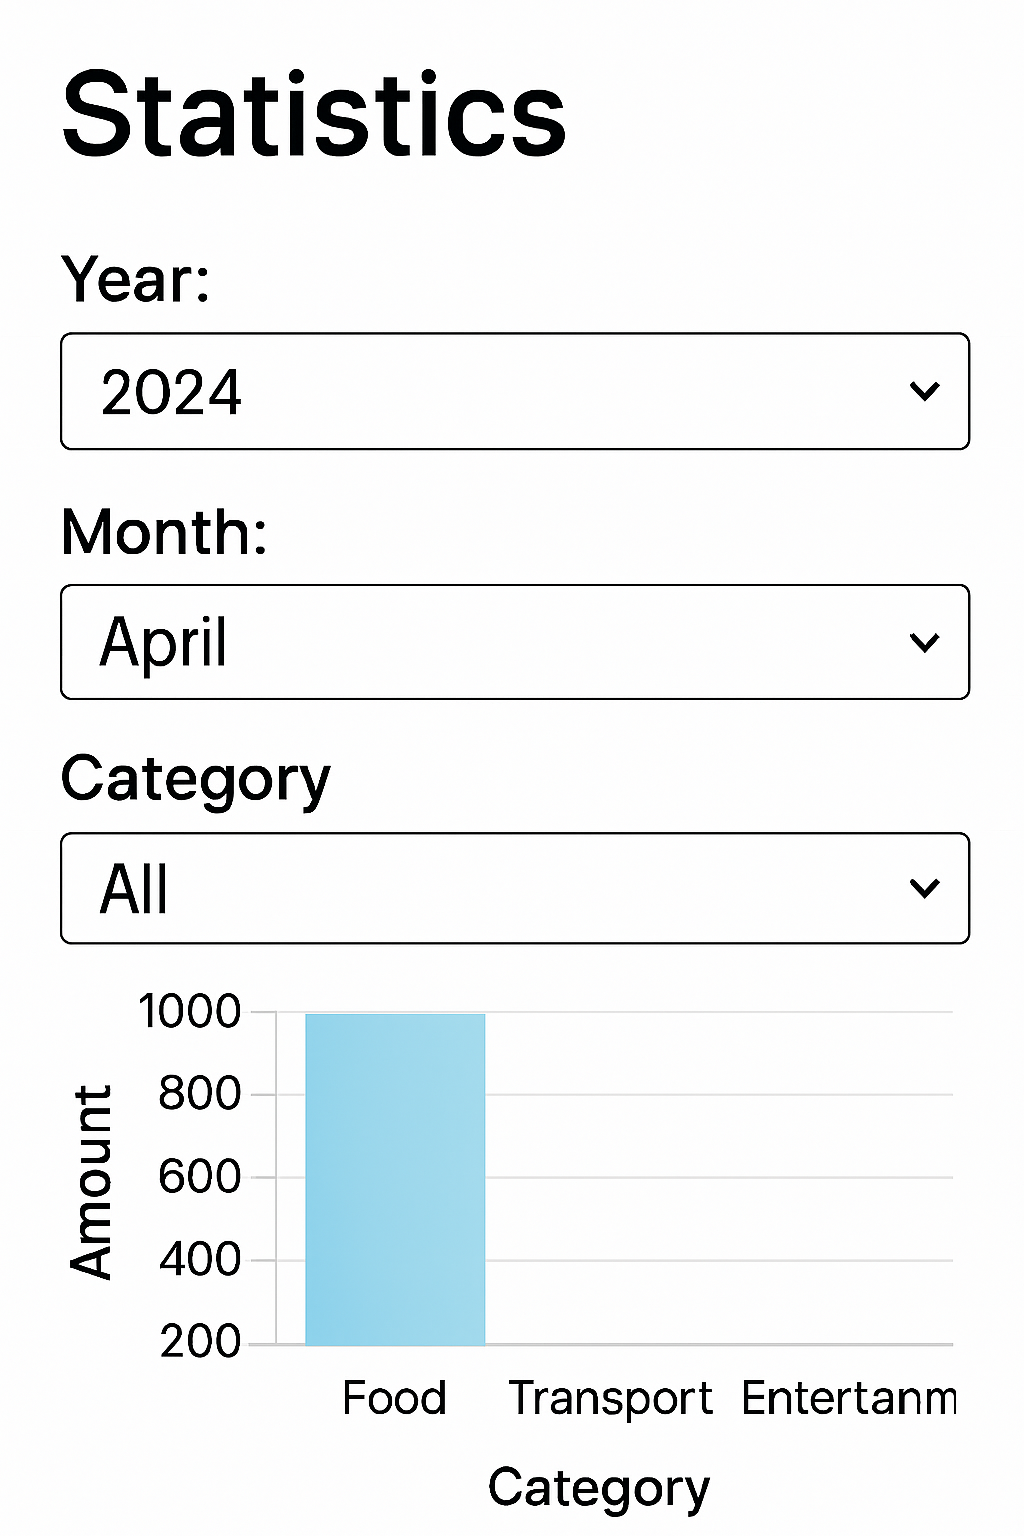 Statistics
Year:
2024
Month:
April
Category
All
1000
800
600
400
200
Amount
Food Transport Entertanm
Category